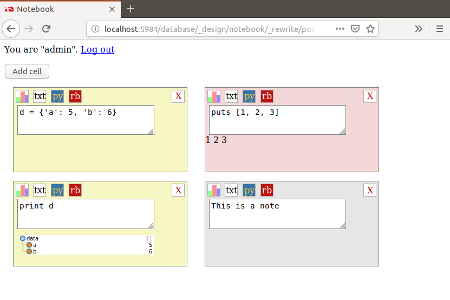 Notebook
localhost:5984/database/_design/notebook/_rewrite/po
You are "admin". Log out
Add cell
txt py rb X
d = {'a': 5, 'b': 6}
txt py rb X
puts [1, 2, 3]
1 2 3
txt py rb X
print d
data 11
a 5
b 6
txt py rb X
This is a note